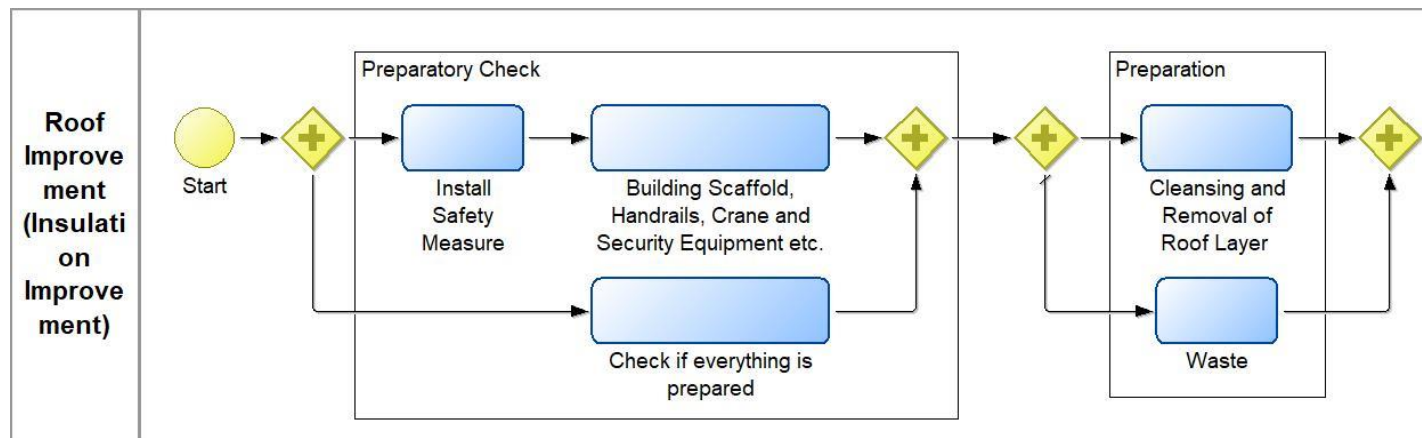 Roof
Improve
ment
(Insulati
on
Improve
ment)
Start
Preparatory Check
Install
Safety
Measure
Building Scaffold,
Handrails, Crane and
Security Equipment etc.
Check if everything is
prepared
Preparation
Cleansing and
Removal of
Roof Layer
Waste